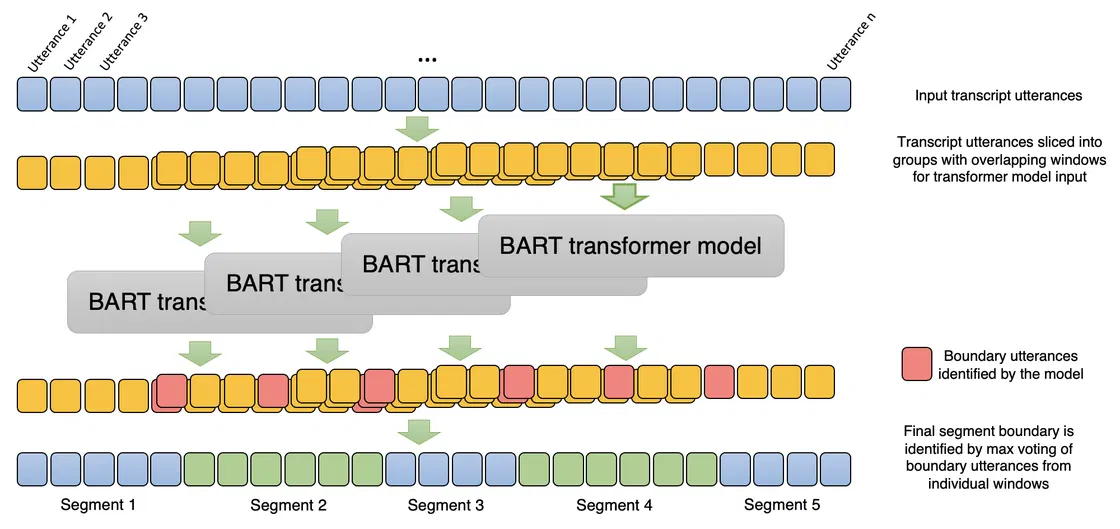 Utterance 1
Utterance 2
Utterance 3
...
Utterance n
Input transcript utterances
Transcript utterances sliced into
groups with overlapping windows
for transformer model input
BART transformer model
BART trans
BART trans
BART trans
Boundary utterances
identified by the model
Final segment boundary is
identified by max voting of
boundary utterances from
individual windows
Segment 1
Segment 2
Segment 3
Segment 4
Segment 5